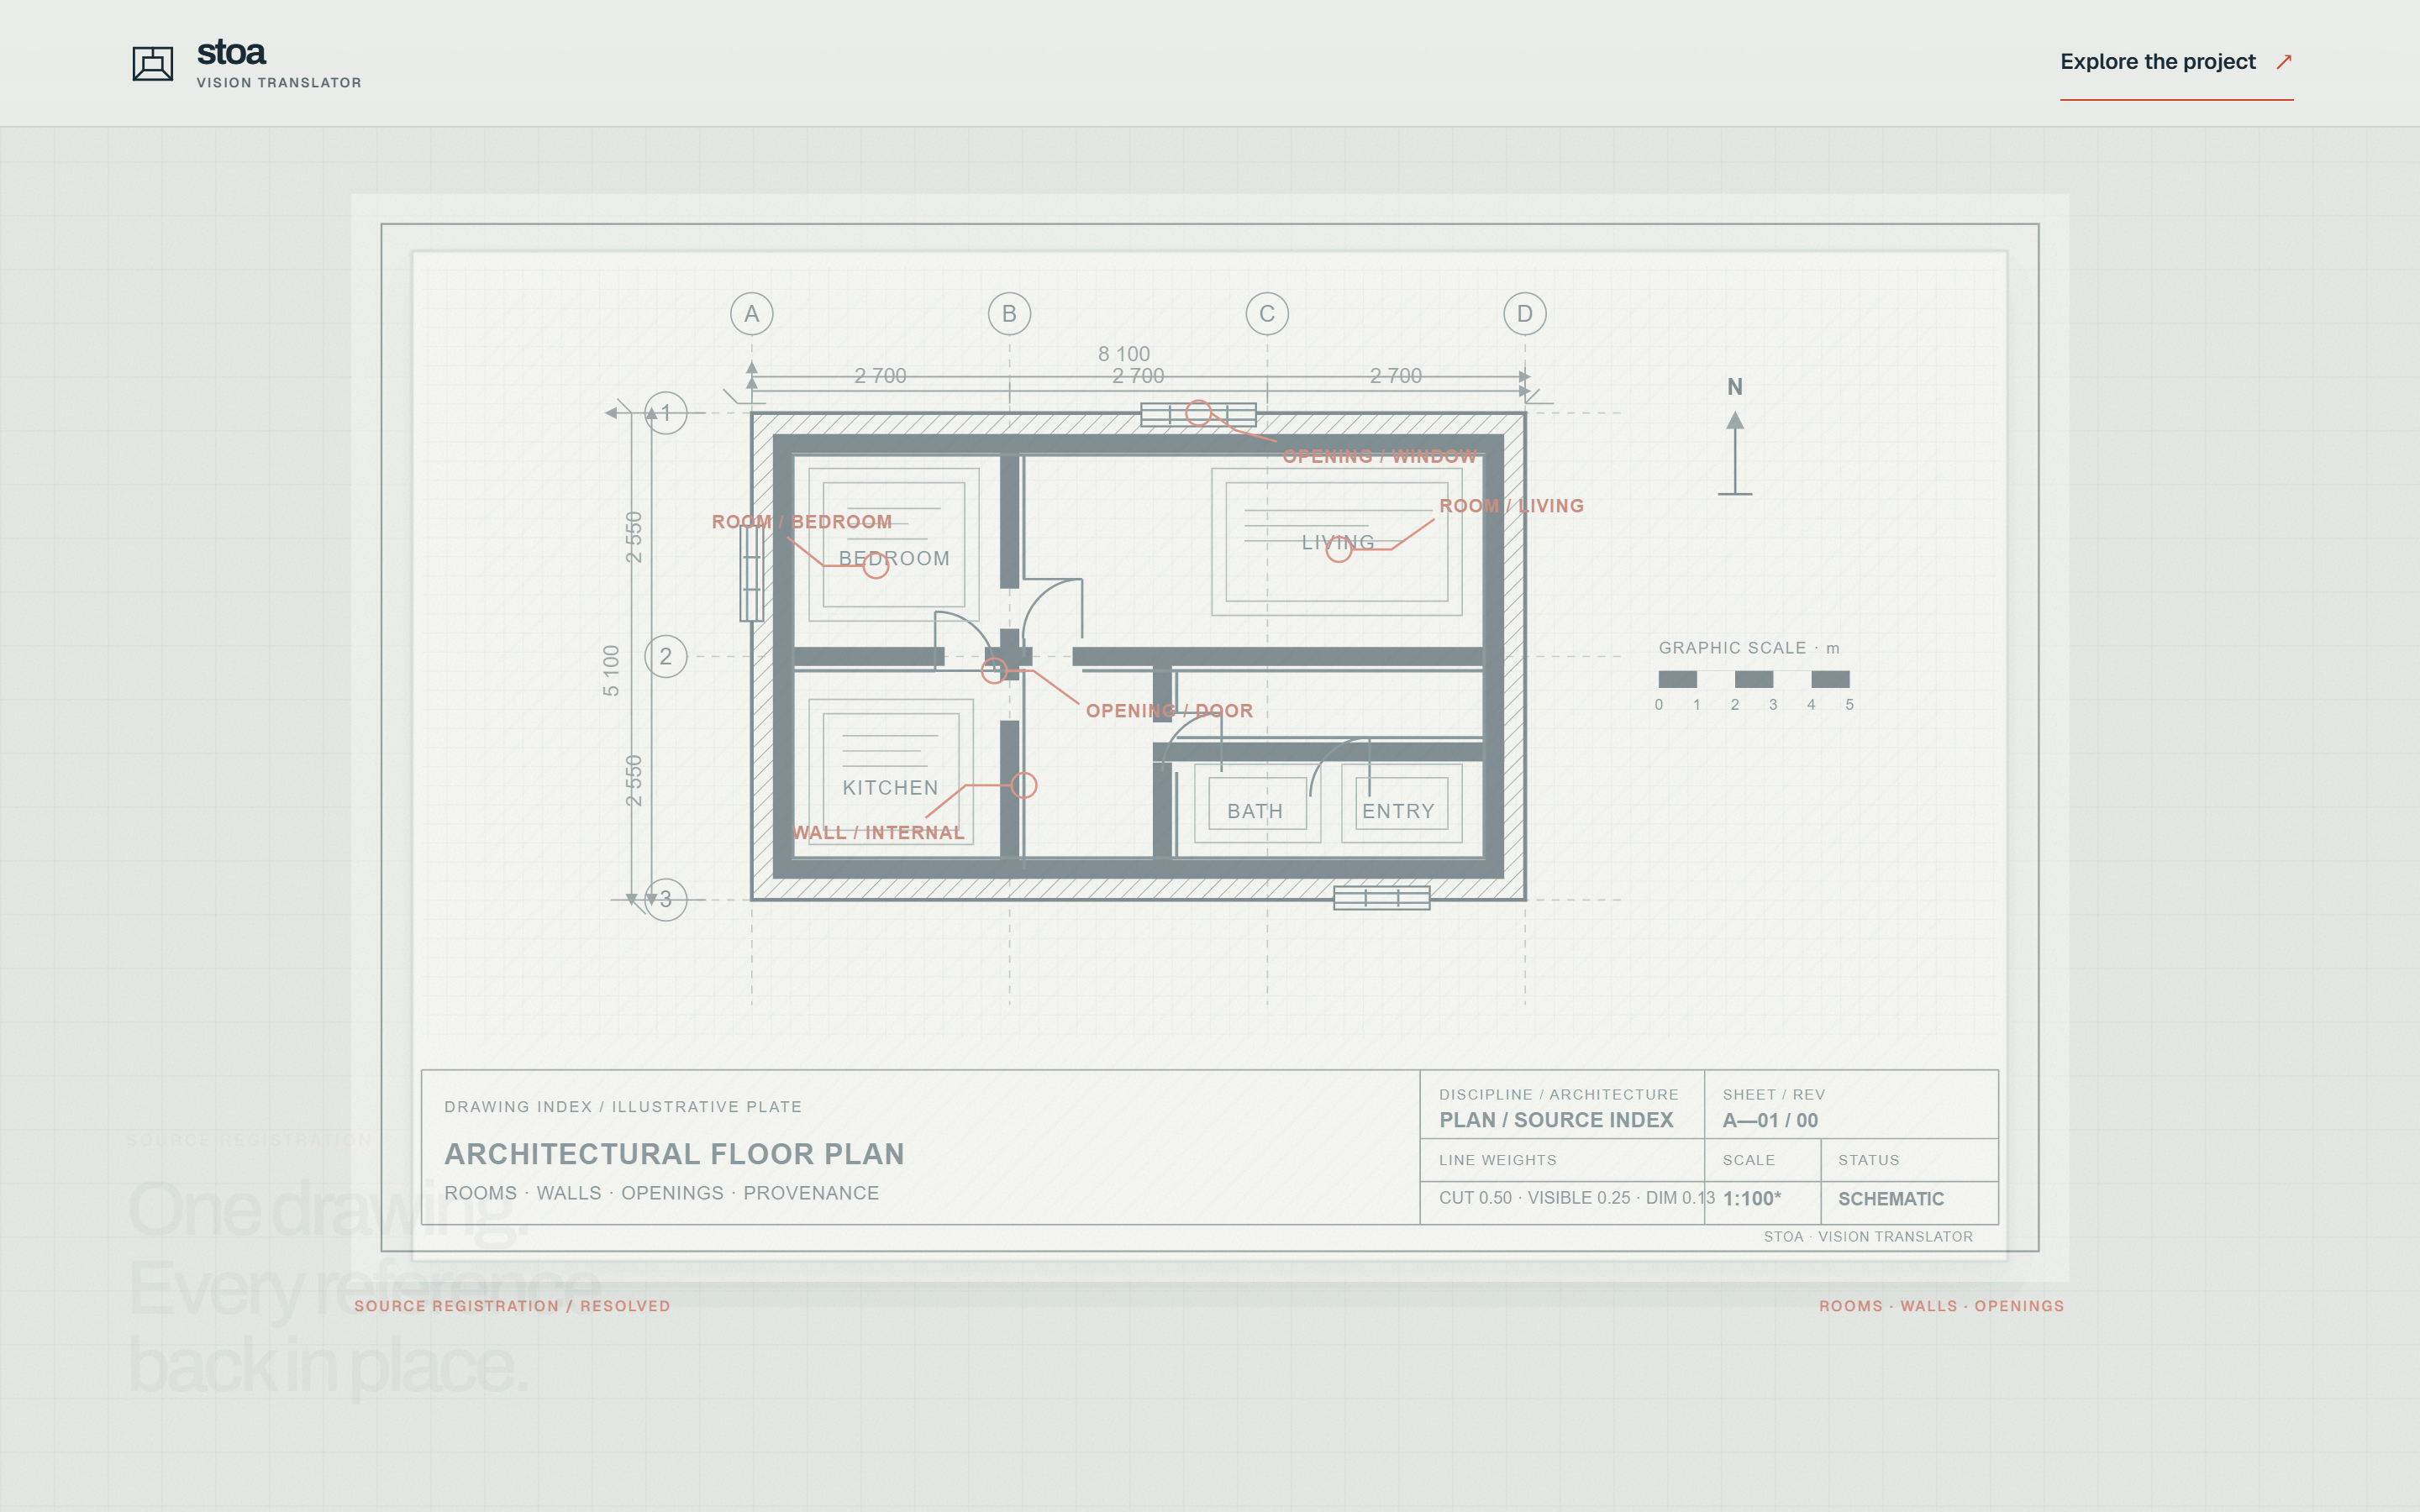 stoa
VISION TRANSLATOR
Explore the project ↗
A
B
C
D
8 100
2 700
2 700
2 700
N
1
OPENING / WINDOW
ROOM / LIVING
ROOM / BEDROOM
2 550
LIVING
BEDROOM
GRAPHIC SCALE · m
2
5 100
0 1 2 3 4 5
OPENING / DOOR
2 550
KITCHEN
BATH
ENTRY
WALL / INTERNAL
3
DRAWING INDEX / ILLUSTRATIVE PLATE
ARCHITECTURAL FLOOR PLAN
ROOMS · WALLS · OPENINGS · PROVENANCE
DISCIPLINE / ARCHITECTURE
PLAN / SOURCE INDEX
SHEET / REV
A—01 / 00
LINE WEIGHTS
CUT 0.50 · VISIBLE 0.25 · DIM 0.13
SCALE
1:100*
STATUS
SCHEMATIC
STOA · VISION TRANSLATOR
SOURCE REGISTRATION
One drawing.
Every reference
back in place.
SOURCE REGISTRATION / RESOLVED
ROOMS · WALLS · OPENINGS